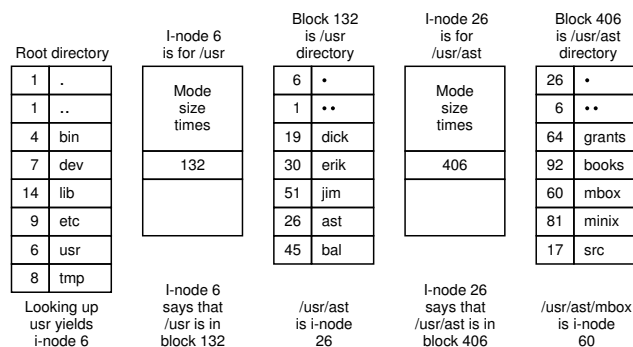 Root directory
1 .
1 ..
4 bin
7 dev
14 lib
9 etc
6 usr
8 tmp
Looking up
usr yields
i-node 6
I-node 6
is for /usr
Mode
size
times
132
I-node 6
says that
/usr is in
block 132
Block 132
is /usr
directory
6 •
1 ••
19 dick
30 erik
51 jim
26 ast
45 bal
/usr/ast
is i-node
26
I-node 26
is for
/usr/ast
Mode
size
times
406
I-node 26
says that
/usr/ast is in
block 406
Block 406
is /usr/ast
directory
26 •
6 ••
64 grants
92 books
60 mbox
81 minix
17 src
/usr/ast/mbox
is i-node
60